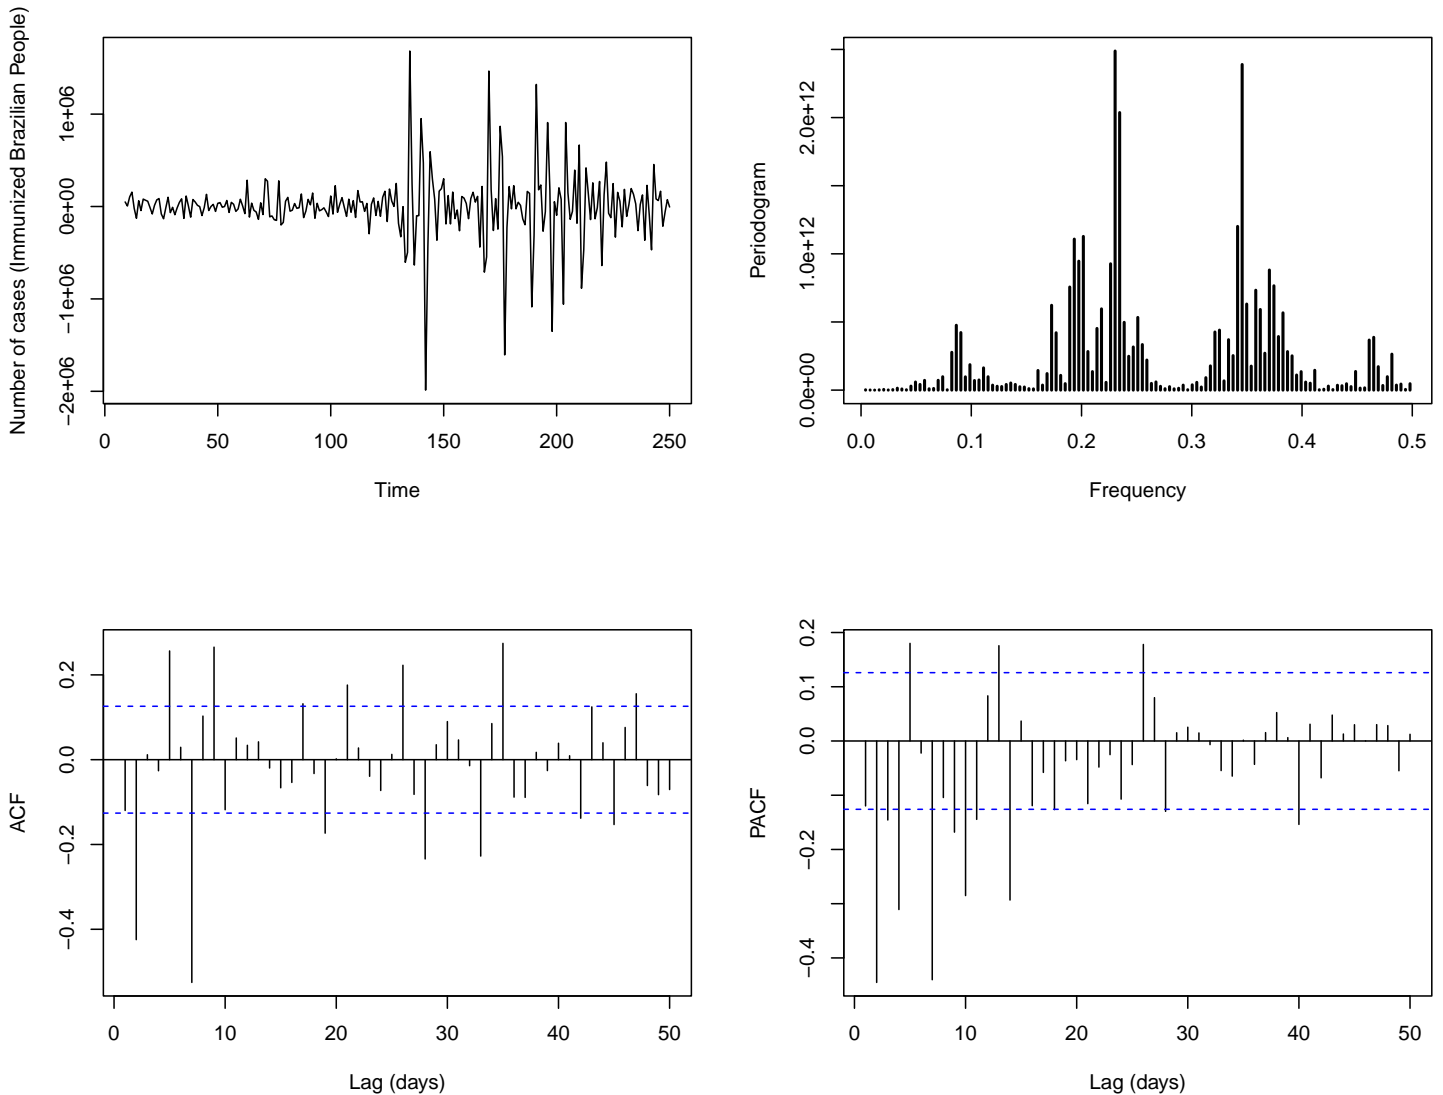 Number of cases (Immunized Brazilian People)
1e+06
0e+00
−1e+06
−2e+06
0 50 100 150 200 250
Time
Periodogram
2.0e+12
1.0e+12
0.0e+00
0.0 0.1 0.2 0.3 0.4 0.5
Frequency
ACF
0.2
0.0
−0.2
−0.4
0 10 20 30 40 50
Lag (days)
PACF
0.2
0.1
0.0
−0.2
−0.4
0 10 20 30 40 50
Lag (days)